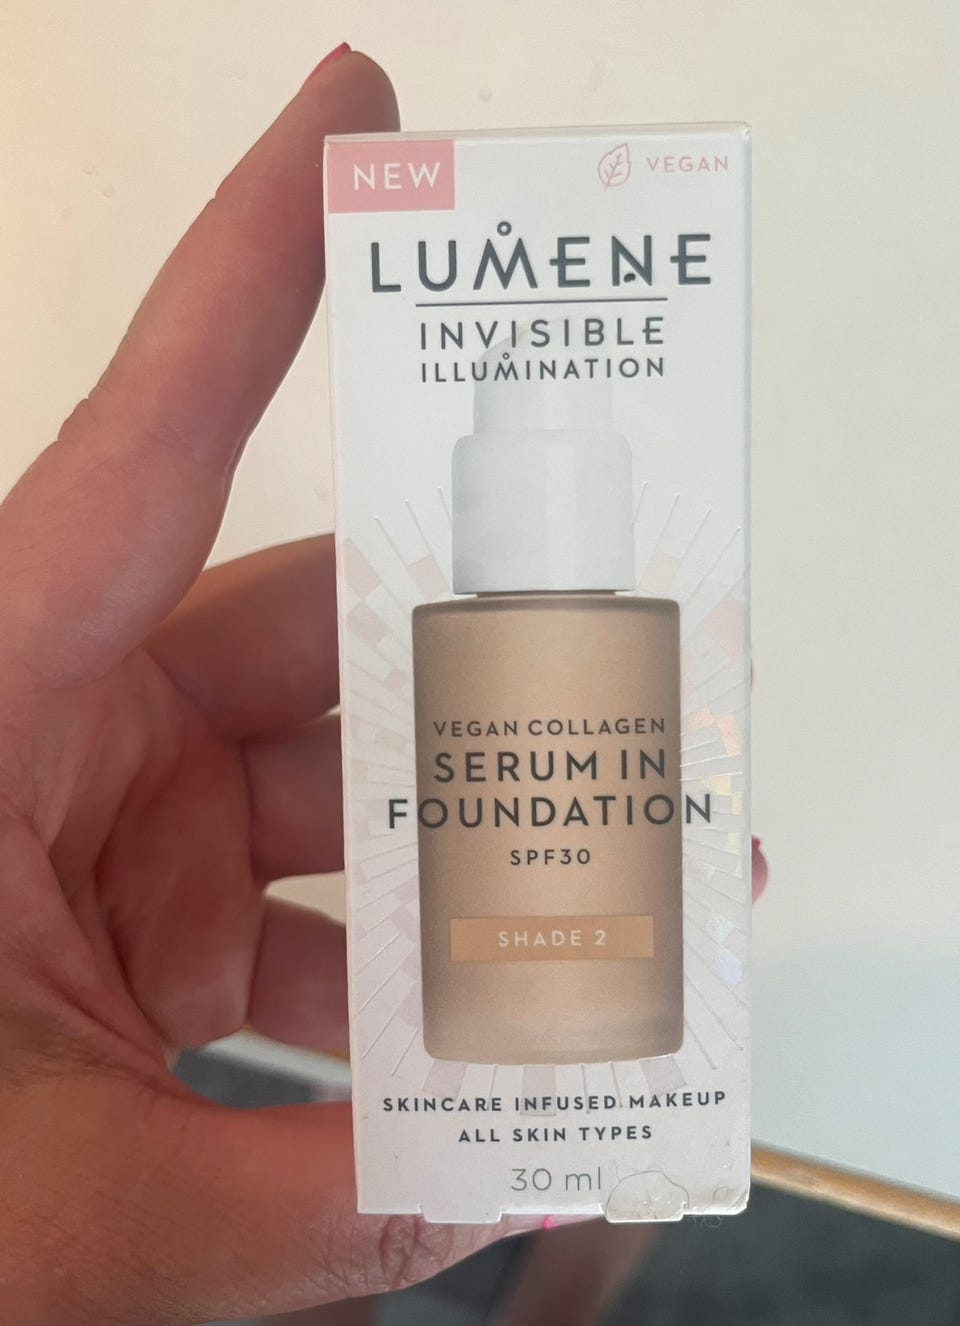 NEW
VEGAN
LUMENE
INVISIBLE
ILLUMINATION
VEGAN COLLAGEN
SERUM IN
FOUNDATION
SPF30
SHADE 2
SKINCARE INFUSED MAKEUP
ALL SKIN TYPES
30 ml